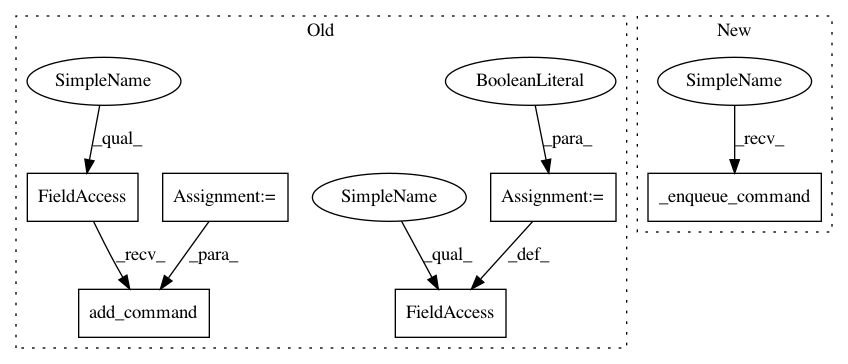 Old
New
SimpleName
BooleanLiteral
SimpleName
_qual_
_para_
_recv_
FieldAccess
Assignment:=
SimpleName
Assignment:=
_enqueue_command
_recv_
_para_
_qual_
_def_
add_command
FieldAccess